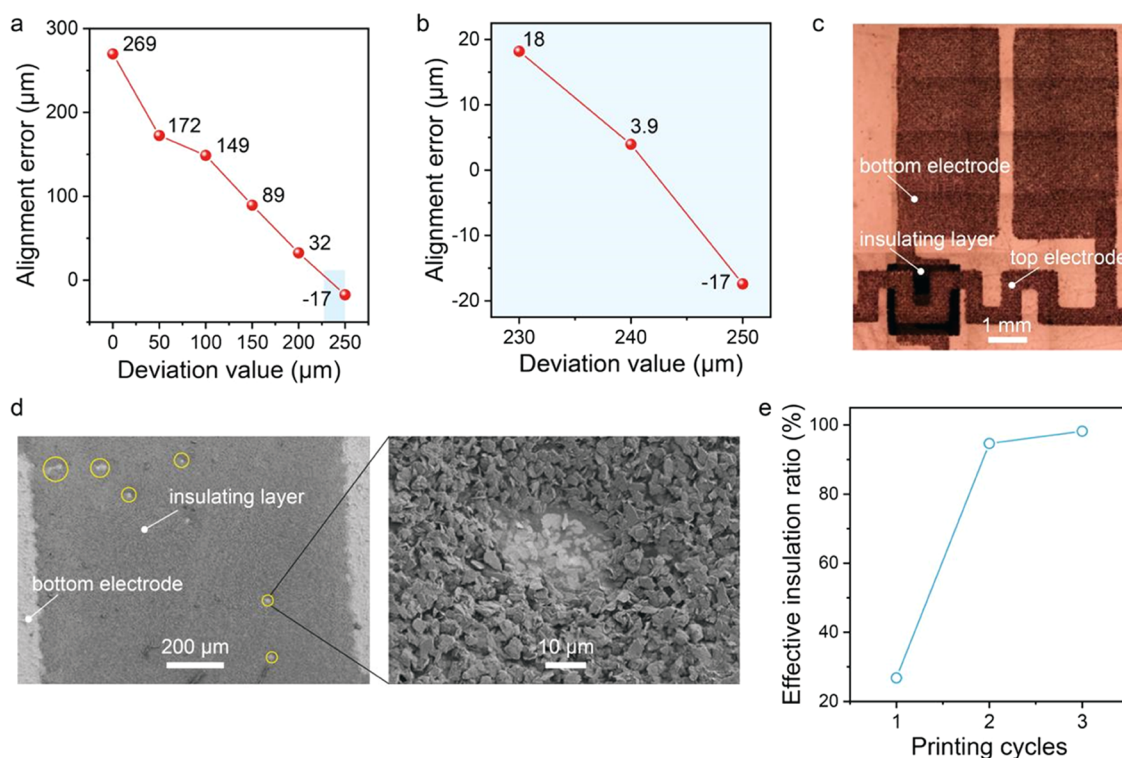 a
Alignment error (μm)
300
200
100
0
269
172
149
89
32
-17
0
50
100
150
200
250
Deviation value (μm)
b
Alignment error (μm)
20
10
0
-10
-20
18
3.9
-17
230
240
250
Deviation value (μm)
c
bottom electrode
insulating layer
top electrode
1 mm
d
insulating layer
bottom electrode
200 μm
10 μm
e
Effective insulation ratio (%)
100
80
60
40
20
1
2
3
Printing cycles